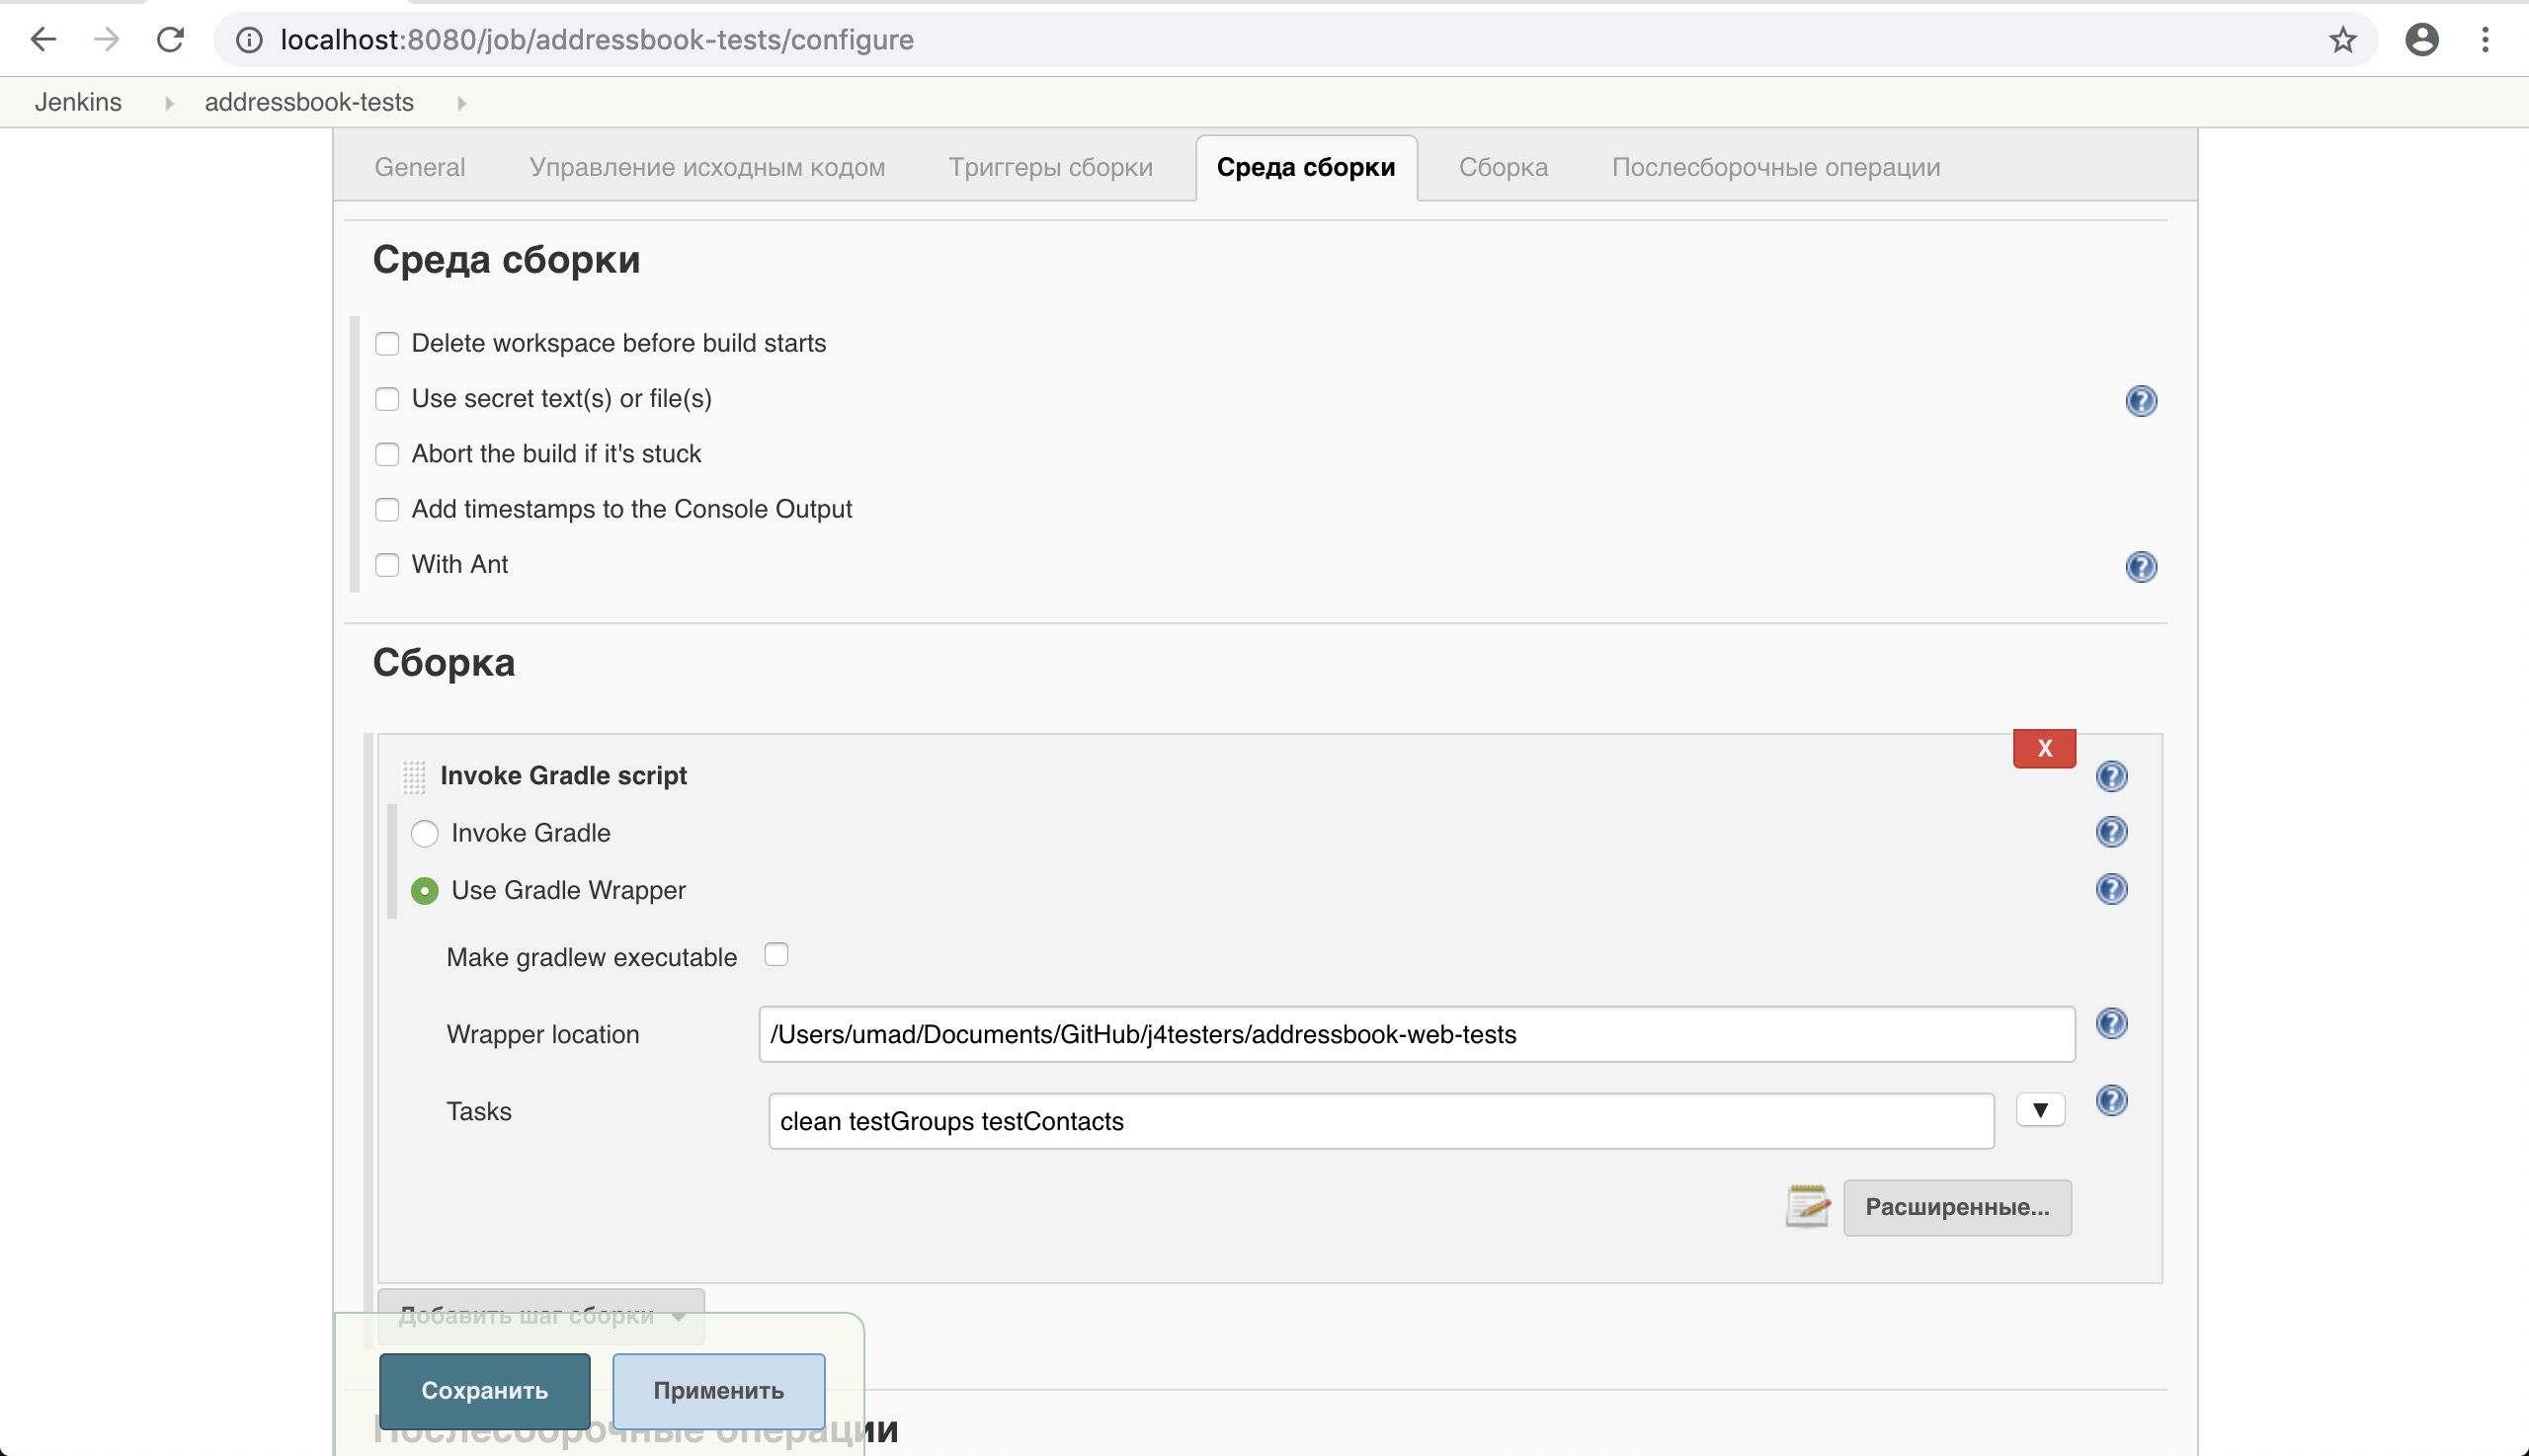 localhost:8080/job/addressbook-tests/configure
Jenkins addressbook-tests
General Управление исходным кодом Триггеры сборки Среда сборки Сборка Послесборочные операции
Среда сборки
Delete workspace before build starts
Use secret text(s) or file(s)
Abort the build if it's stuck
Add timestamps to the Console Output
With Ant
Сборка
X
Invoke Gradle script
Invoke Gradle
Use Gradle Wrapper
Make gradlew executable
Wrapper location /Users/umad/Documents/GitHub/j4testers/addressbook-web-tests
Tasks clean testGroups testContacts
Расширенные...
Добавить шаг сборки
Сохранить Применить
Послесборочные операции